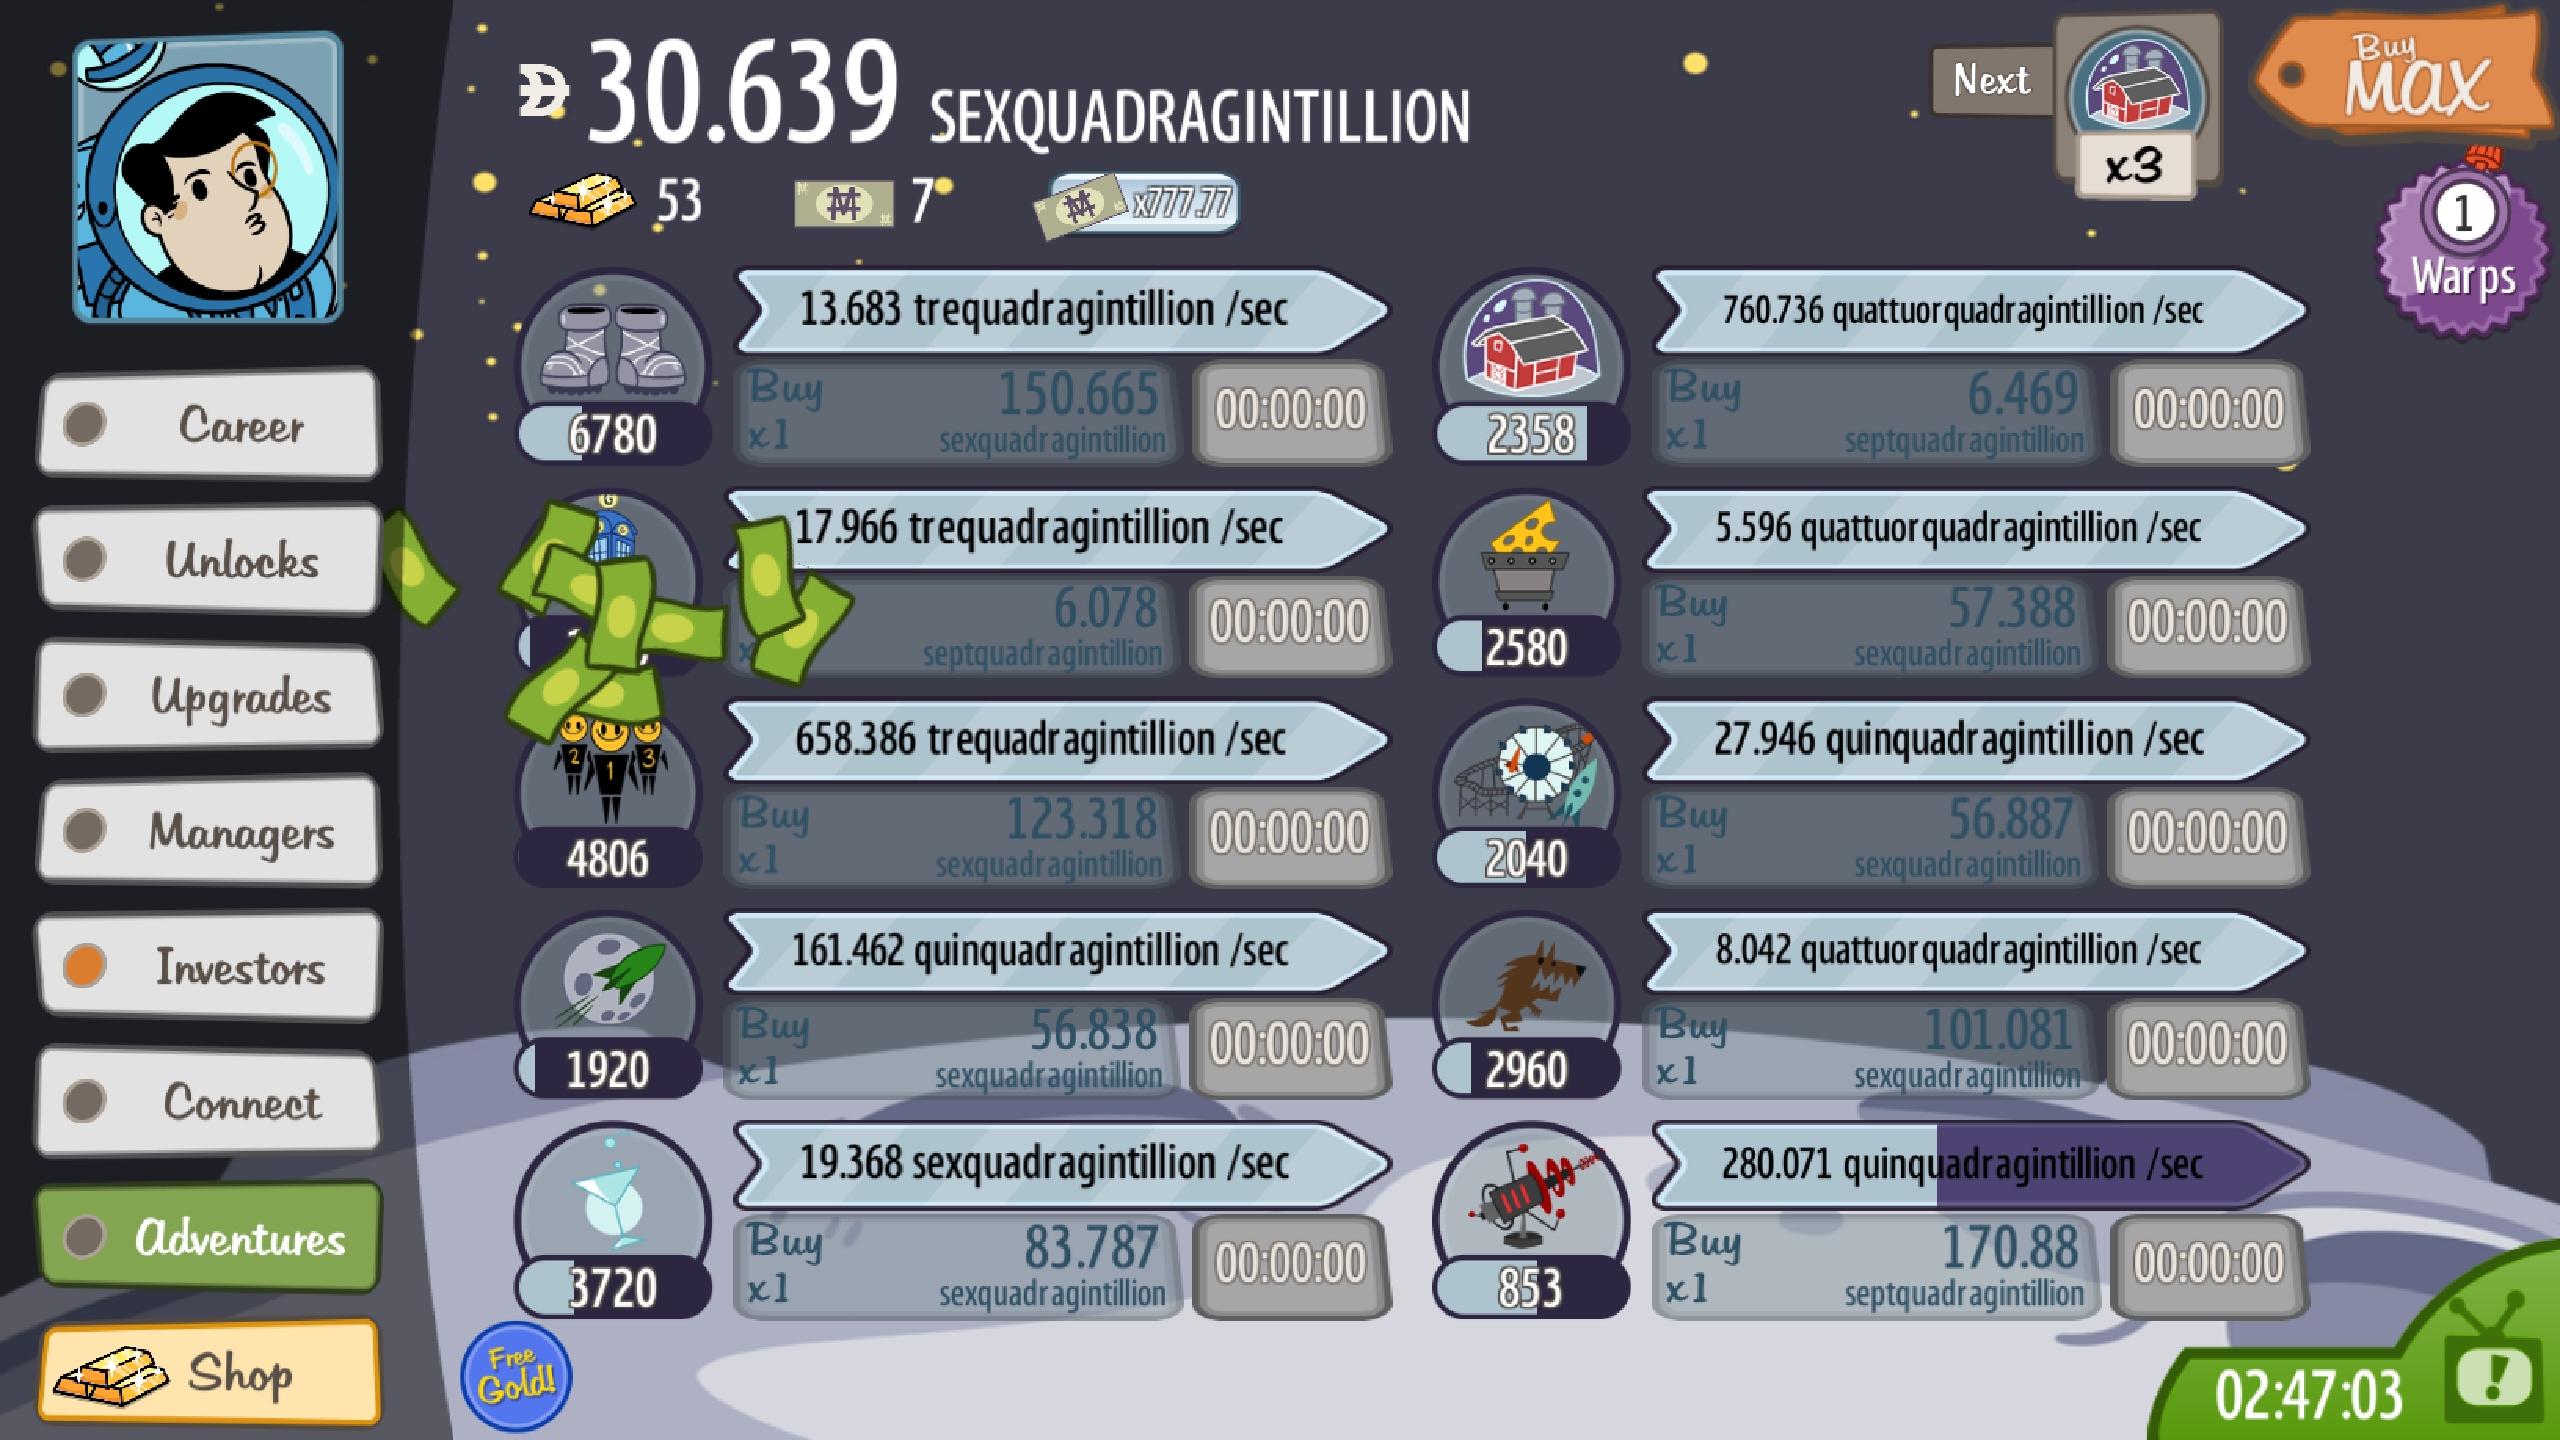 30.639 SEXQUADRAGINTILLION
Next
x3
Buy
MAX
53
7
x777.77
1
Warps
Career
Unlocks
Upgrades
Managers
Investors
Connect
Adventures
Shop
13.683 trequadragintillion /sec
6780
Buy
x1
150.665
sexquadragintillion
00:00:00
760.736 quattuorquadragintillion /sec
2358
Buy
x1
6.469
septquadragintillion
00:00:00
G
17.966 trequadragintillion /sec
6.078
septquadragintillion
00:00:00
5.596 quattuorquadragintillion /sec
2580
Buy
x1
57.388
sexquadragintillion
00:00:00
2 1 3
658.386 trequadragintillion /sec
4806
Buy
x1
123.318
sexquadragintillion
00:00:00
27.946 quinquadragintillion /sec
2040
Buy
x1
56.887
sexquadragintillion
00:00:00
161.462 quinquadragintillion /sec
1920
Buy
x1
56.838
sexquadragintillion
00:00:00
8.042 quattuorquadragintillion /sec
2960
Buy
x1
101.081
sexquadragintillion
00:00:00
19.368 sexquadragintillion /sec
3720
Buy
x1
83.787
sexquadragintillion
00:00:00
280.071 quinquadragintillion /sec
853
Buy
x1
170.88
septquadragintillion
00:00:00
Free
Gold!
02:47:03
!